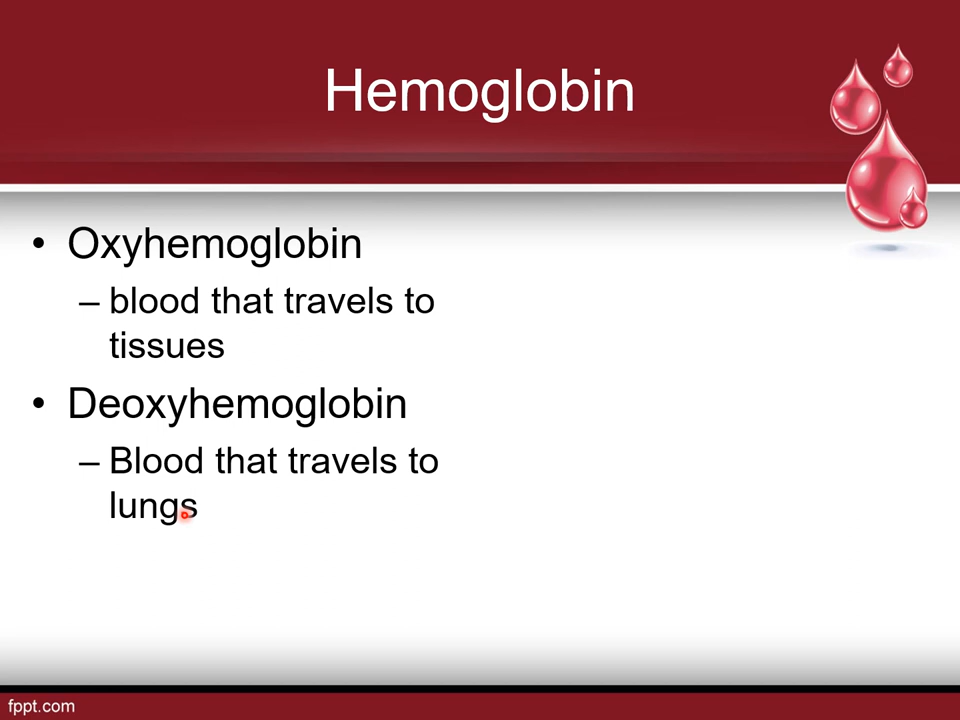 Hemoglobin
• Oxyhemoglobin
– blood that travels to
tissues
• Deoxyhemoglobin
– Blood that travels to
lungs
fppt.com